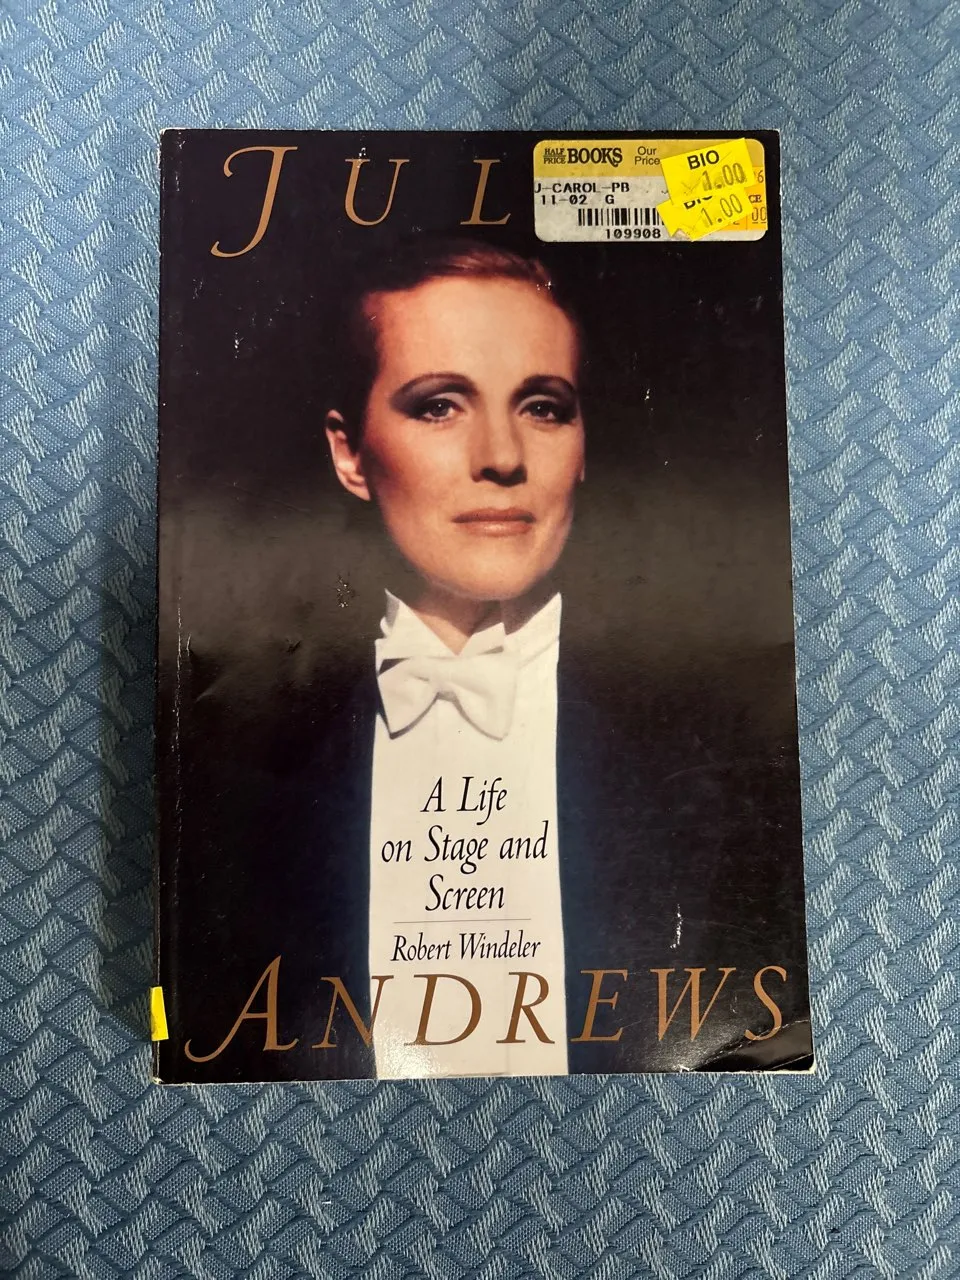 JUL
HALF PRICE BOOKS Our Price
BIO
1.00
1.00
J-CAROL-PB
11-02 G
109908
A Life
on Stage and
Screen
Robert Windeler
ANDREWS